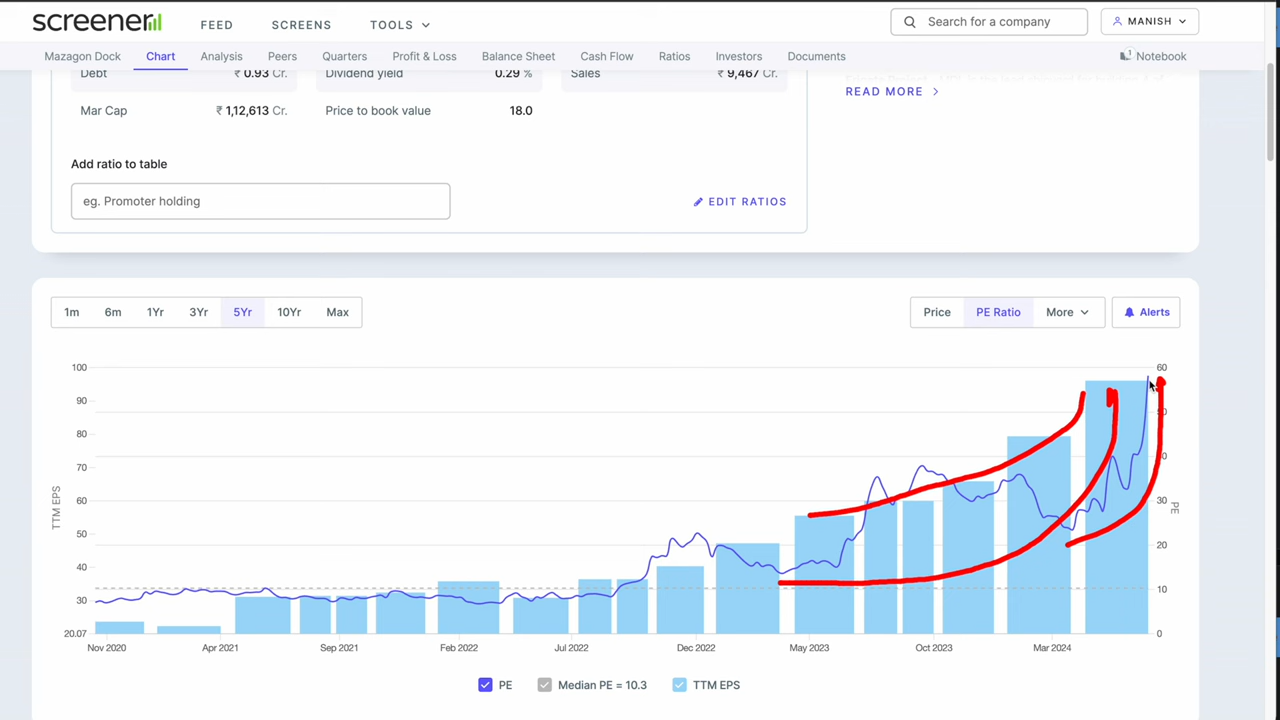 screener
FEED SCREENS TOOLS
Search for a company
MANISH
Mazagon Dock Chart Analysis Peers Quarters Profit & Loss Balance Sheet Cash Flow Ratios Investors Documents 1 Notebook
Debt ₹ 0.93 Cr. Dividend yield 0.29 % Sales ₹ 9,467 Cr.
READ MORE
Mar Cap ₹ 1,12,613 Cr. Price to book value 18.0
Add ratio to table
eg. Promoter holding
EDIT RATIOS
1m 6m 1Yr 3Yr 5Yr 10Yr Max
Price PE Ratio More Alerts
100 60
90
80
70
60 30
50 20
40 10
30
20.07 0
TTM EPS
PE
Nov 2020 Apr 2021 Sep 2021 Feb 2022 Jul 2022 Dec 2022 May 2023 Oct 2023 Mar 2024
PE Median PE = 10.3 TTM EPS